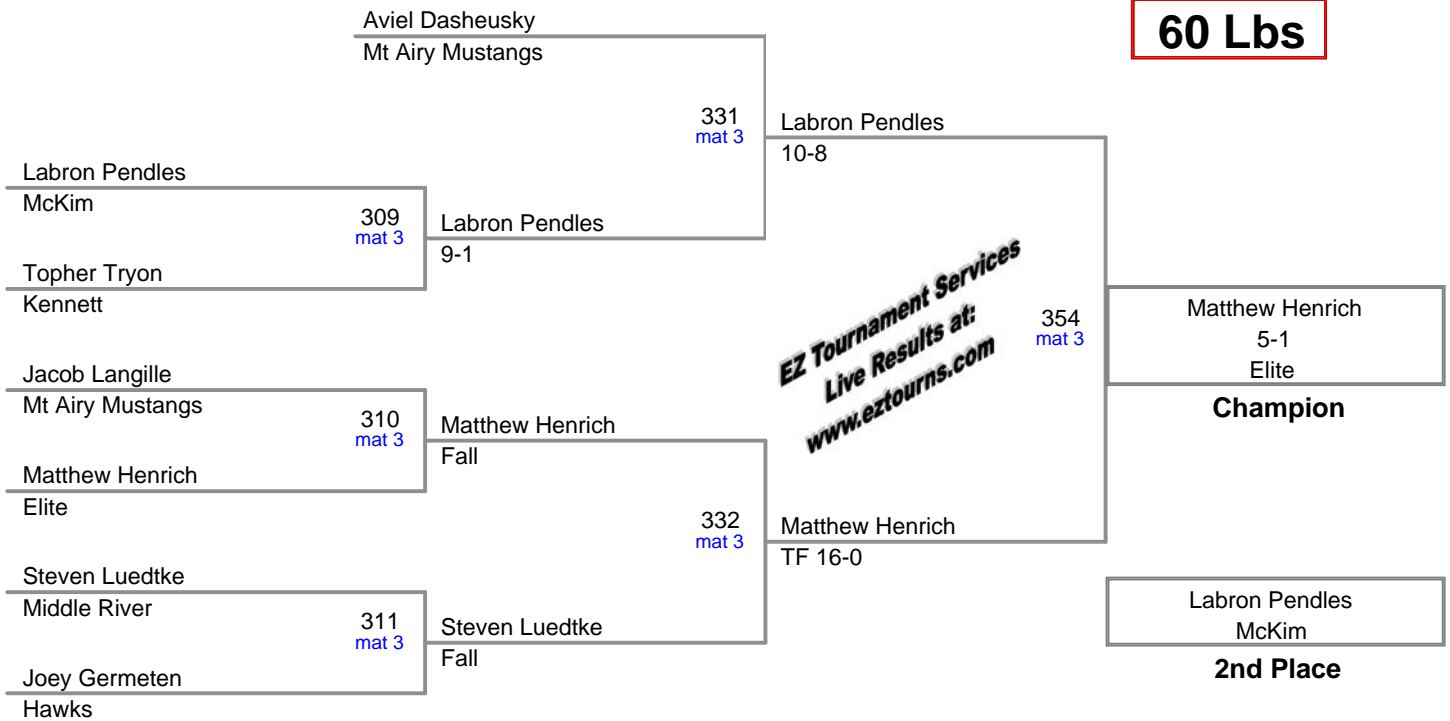 60 Lbs
Aviel Dasheusky
Mt Airy Mustangs
331
mat 3
Labron Pendles
10-8
Labron Pendles
McKim
309
mat 3
Labron Pendles
9-1
Topher Tryon
Kennett
EZ Tournament Services
Live Results at:
www.eztourns.com
354
mat 3
Matthew Henrich
5-1
Elite
Champion
Jacob Langille
Mt Airy Mustangs
310
mat 3
Matthew Henrich
Fall
Matthew Henrich
Elite
332
mat 3
Matthew Henrich
TF 16-0
Steven Luedtke
Middle River
311
mat 3
Steven Luedtke
Fall
Joey Germeten
Hawks
Labron Pendles
McKim
2nd Place